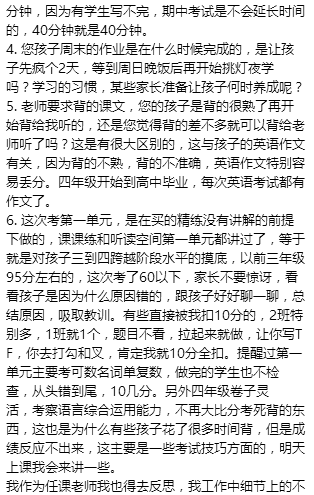 分钟，因为有学生写不完，期中考试是不会延长时间
的，40分钟就是40分钟。
4. 您孩子周末的作业是在什么时候完成的，是让孩
子先疯个2天，等到周日晚饭后再开始挑灯夜学
吗？学习的习惯，某些家长准备让孩子何时养成呢？
5. 老师要求背的课文，您的孩子是背的很熟了再开
始背给我听的，还是您觉得背的差不多就可以背给老
师听了吗？这是有很大区别的，这与孩子的英语作文
有关，因为背的不熟，背的不准确，英语作文特别容
易丢分。四年级开始到高中毕业，每次英语考试都有
作文了。
6. 这次考第一单元，是在买的精练没有讲解的前提
下做的，课课练和听读空间第一单元都讲过了，等于
就是对孩子三到四跨越阶段水平的摸底，以前三年级
95分左右的，这次考了60以下，家长不要惊讶，看
看孩子是因为什么原因错的，跟孩子好好聊一聊，总
结原因，吸取教训。有些直接被我扣10分的，2班特
别多，1班就1个，题目不看，拉起来就做，让你写T
F，你去打勾和叉，肯定我就10分全扣。提醒过第一
单元主要考可数名词单复数，做完的学生也不检
查，从头错到尾，10几分。另外四年级卷子灵
活，考察语言综合运用能力，不再大比分考死背的东
西，这也是为什么有些孩子花了很多时间背，但是成
绩反应不出来，这主要是一些考试技巧方面的，明天
上课我会来讲一些。
我作为任课老师我也得去反思，我工作中细节上的不